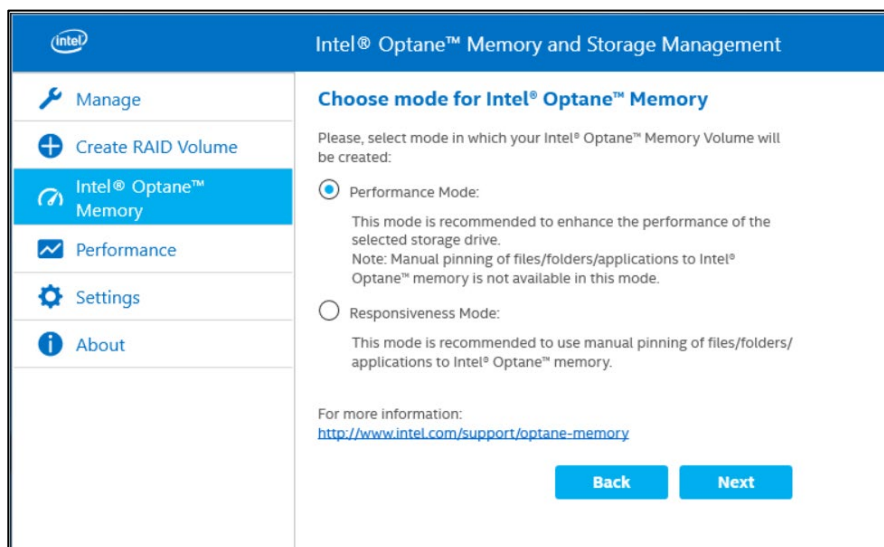 intel
Intel® Optane™ Memory and Storage Management
Manage
Create RAID Volume
Intel® Optane™
Memory
Performance
Settings
About
Choose mode for Intel® Optane™ Memory
Please, select mode in which your Intel® Optane™ Memory Volume will
be created:
Performance Mode:
This mode is recommended to enhance the performance of the
selected storage drive.
Note: Manual pinning of files/folders/applications to Intel®
Optane™ memory is not available in this mode.
Responsiveness Mode:
This mode is recommended to use manual pinning of files/folders/
applications to Intel® Optane™ memory.
For more information:
http://www.intel.com/support/optane-memory
Back
Next